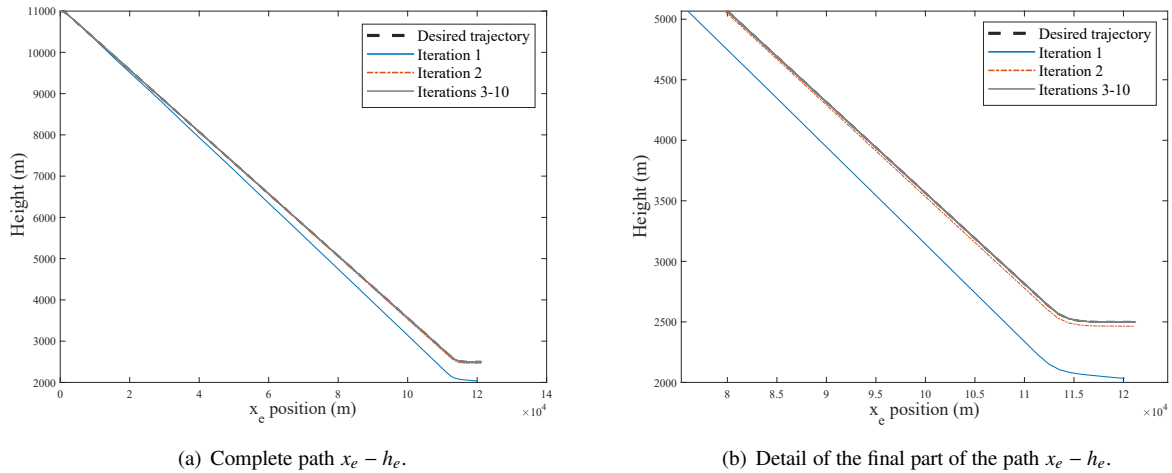 11000
10000
9000
8000
7000
6000
5000
4000
3000
2000
Height (m)
0
2
4
6
8
10
12
14
×10⁴
x_e position (m)
Desired trajectory
Iteration 1
Iteration 2
Iterations 3-10
(a) Complete path x_e − h_e.
5000
4500
4000
3500
3000
2500
2000
Height (m)
8
8.5
9
9.5
10
10.5
11
11.5
12
×10⁴
x_e position (m)
Desired trajectory
Iteration 1
Iteration 2
Iterations 3-10
(b) Detail of the final part of the path x_e − h_e.